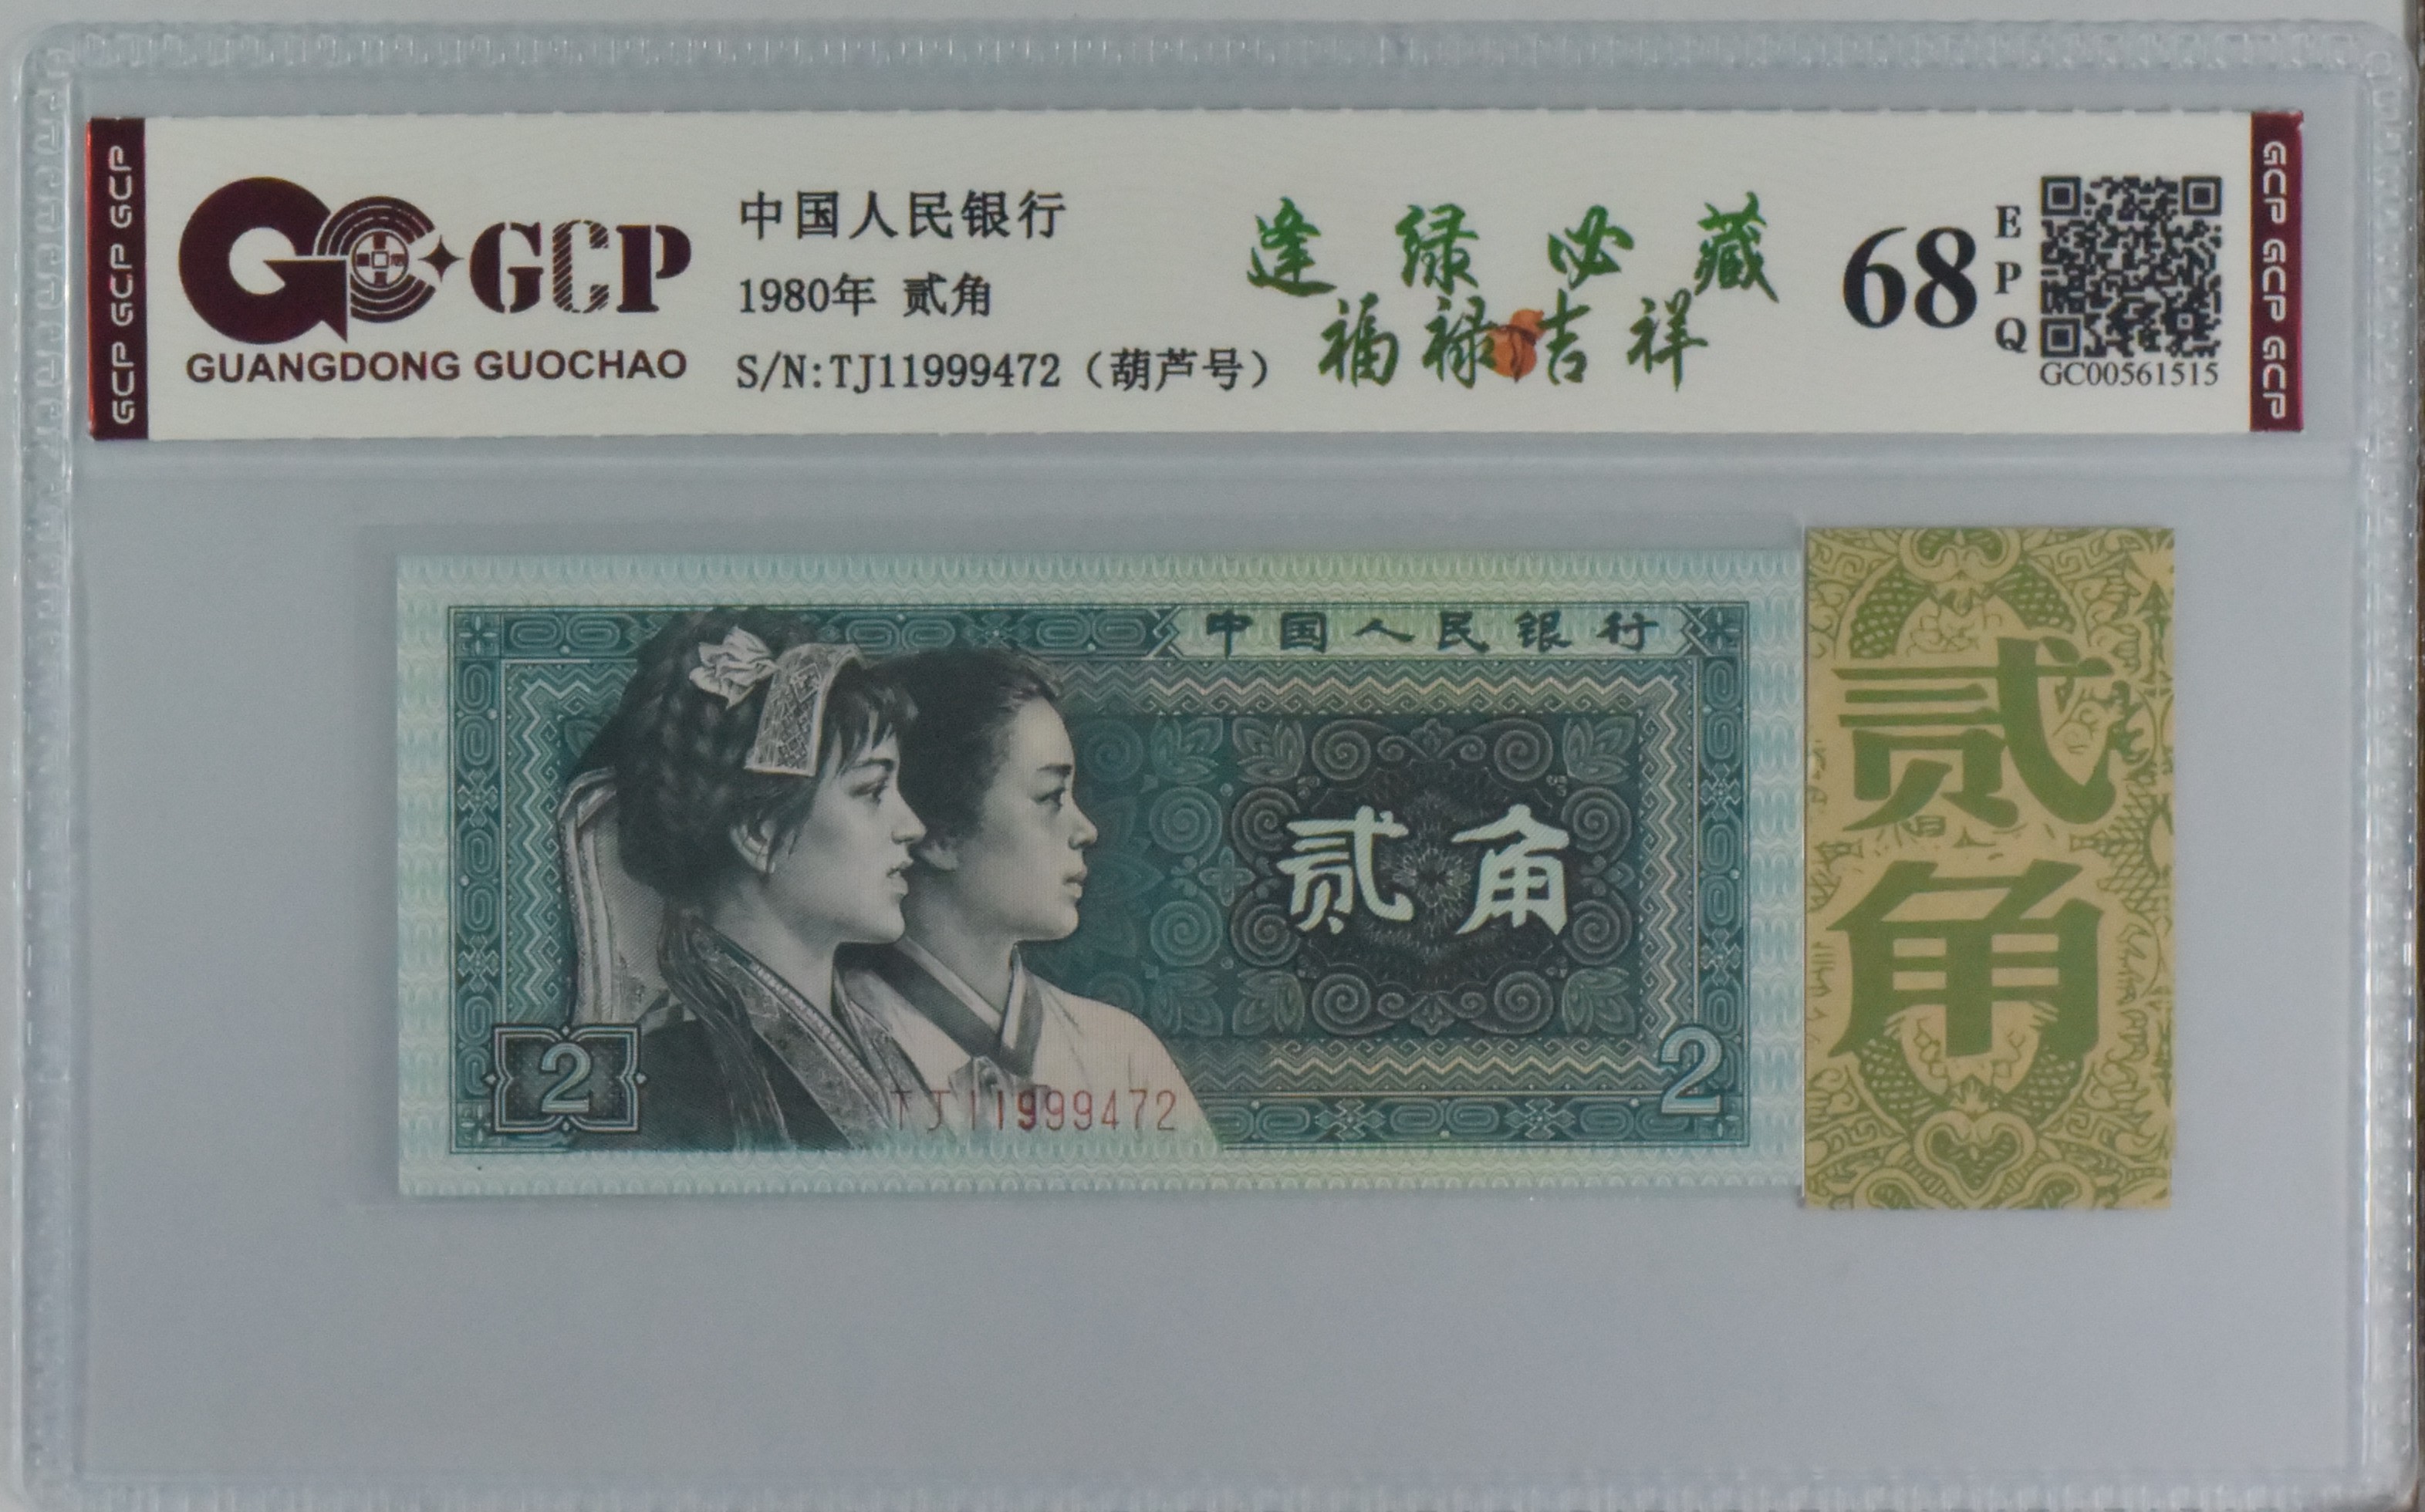 GCP GCP GCP
GCP
GUANGDONG GUOCHAO
中国人民银行
1980年 贰角
S/N:TJ11999472（葫芦号）
逢绿必藏
福禄吉祥
68
EPQ
GC00561515
GCP GCP GCP
中国人民银行
贰角
2
2
TJ11999472
贰角